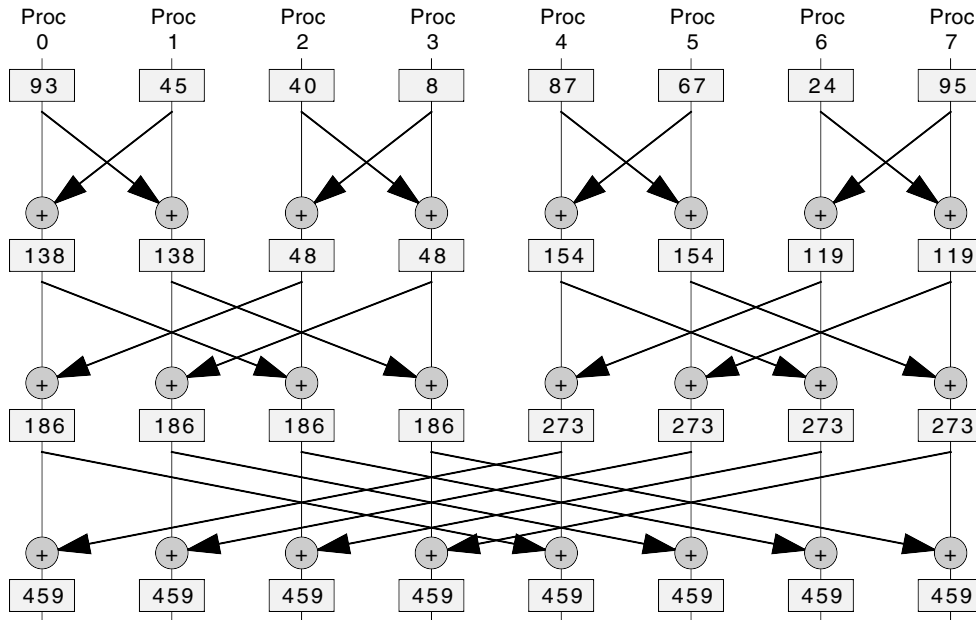 Proc Proc Proc Proc Proc Proc Proc Proc
0 1 2 3 4 5 6 7
93 45 40 8 87 67 24 95
+ + + + + + + +
138 138 48 48 154 154 119 119
+ + + + + + + +
186 186 186 186 273 273 273 273
+ + + + + + + +
459 459 459 459 459 459 459 459